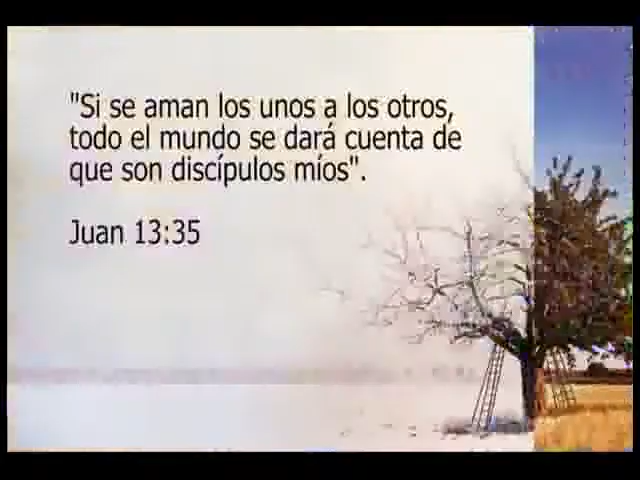 "Si se aman los unos a los otros,
todo el mundo se dará cuenta de
que son discípulos míos".
Juan 13:35